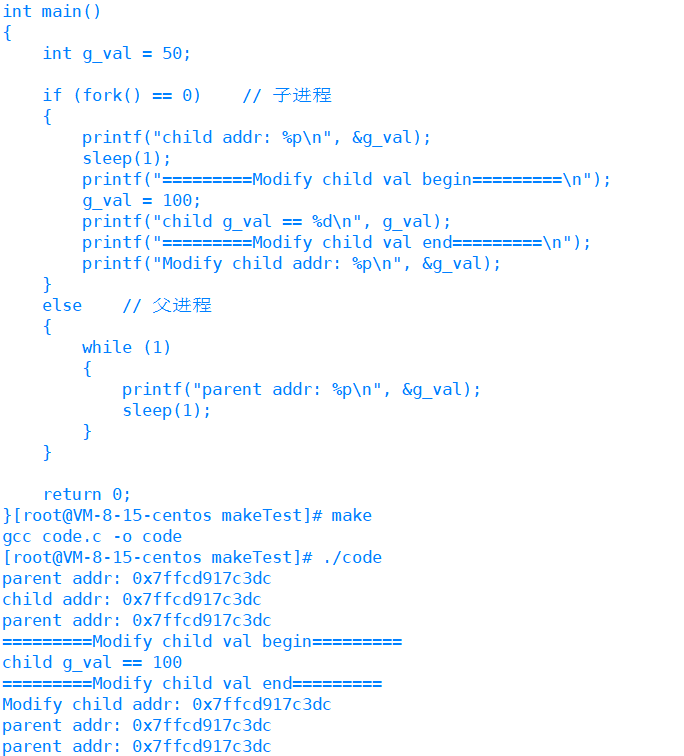 int main()
{
    int g_val = 50;

    if (fork() == 0)    // 子进程
    {
        printf("child addr: %p\n", &g_val);
        sleep(1);
        printf("=========Modify child val begin=========\n");
        g_val = 100;
        printf("child g_val == %d\n", g_val);
        printf("=========Modify child val end=========\n");
        printf("Modify child addr: %p\n", &g_val);
    }
    else    // 父进程
    {
        while (1)
        {
            printf("parent addr: %p\n", &g_val);
            sleep(1);
        }
    }

    return 0;
}[root@VM-8-15-centos makeTest]# make
gcc code.c -o code
[root@VM-8-15-centos makeTest]# ./code
parent addr: 0x7ffcd917c3dc
child addr: 0x7ffcd917c3dc
parent addr: 0x7ffcd917c3dc
=========Modify child val begin=========
child g_val == 100
=========Modify child val end=========
Modify child addr: 0x7ffcd917c3dc
parent addr: 0x7ffcd917c3dc
parent addr: 0x7ffcd917c3dc